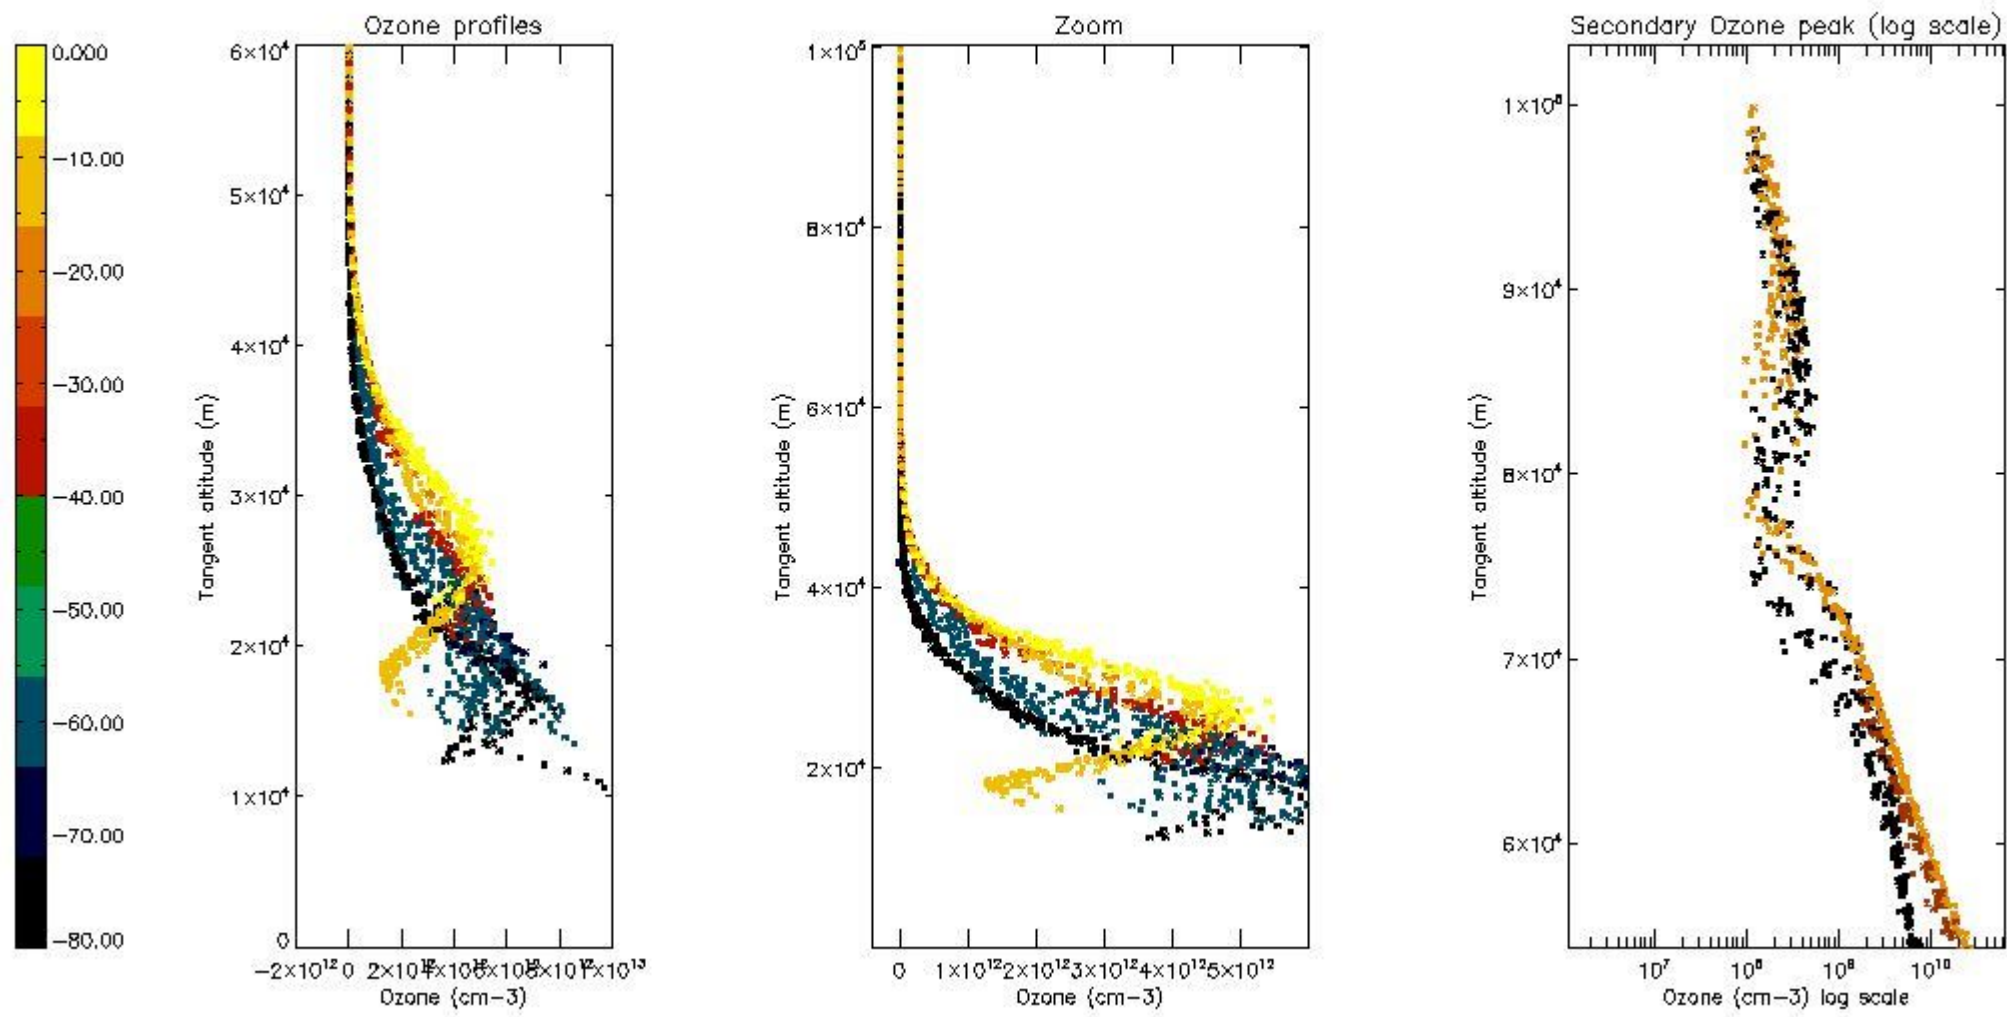 Ozone profiles
Zoom
Secondary Ozone peak (log scale)
0.000
−10.00
−20.00
−30.00
−40.00
−50.00
−60.00
−70.00
−80.00
6×10⁴
5×10⁴
4×10⁴
3×10⁴
2×10⁴
1×10⁴
0
Tangent altitude (m)
−2×10¹² 0
Ozone (cm−3)
1×10⁵
8×10⁴
6×10⁴
4×10⁴
2×10⁴
Tangent altitude (m)
0 1×10¹² 2×10¹² 3×10¹² 4×10¹² 5×10¹²
Ozone (cm−3)
9×10⁴
8×10⁴
7×10⁴
6×10⁴
Tangent altitude (m)
10⁷ 10¹⁰
Ozone (cm−3) log scale